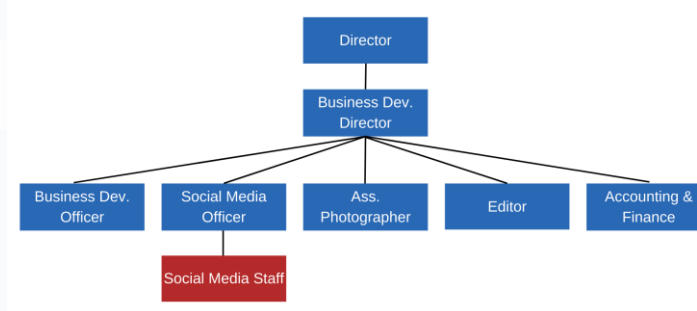 Director
Business Dev.
Director
Business Dev.
Officer
Social Media
Officer
Ass.
Photographer
Editor
Accounting &
Finance
Social Media Staff